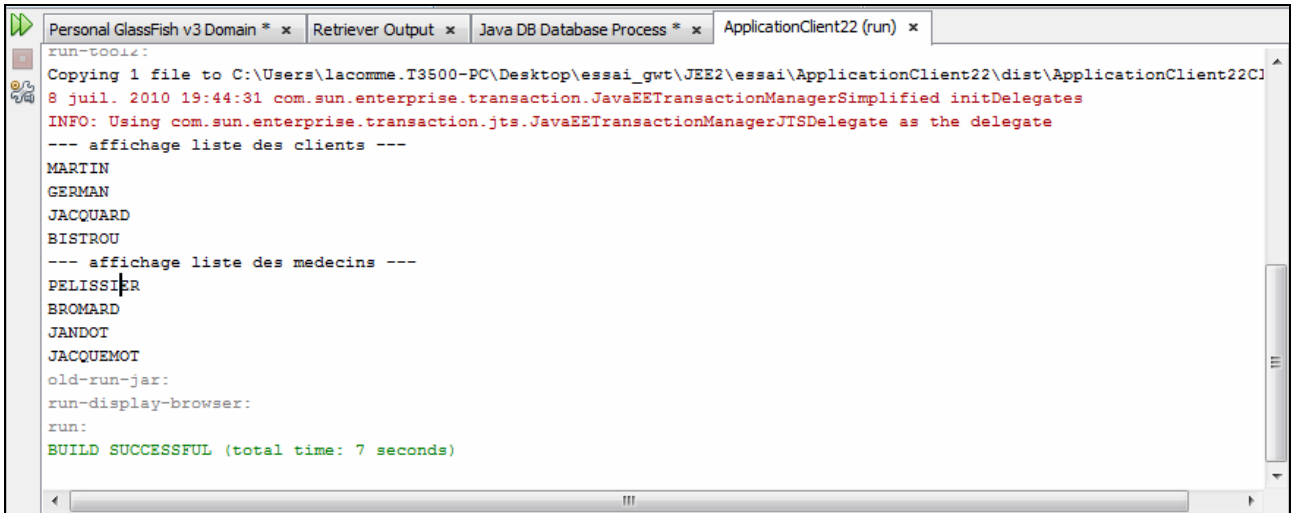 Personal GlassFish v3 Domain * x Retriever Output x Java DB Database Process * x ApplicationClient22 (run) x
run-tool2:
Copying 1 file to C:\Users\lacomme.T3500-PC\Desktop\essai_gwt\JEE2\essai\ApplicationClient22\dist\ApplicationClient22Cl
8 juil. 2010 19:44:31 com.sun.enterprise.transaction.JavaEETransactionManagerSimplified initDelegates
INFO: Using com.sun.enterprise.transaction.jts.JavaEETransactionManagerJTSDelegate as the delegate
--- affichage liste des clients ---
MARTIN
GERMAN
JACQUARD
BISTROU
--- affichage liste des medecins ---
PELISSIER
BROMARD
JANDOT
JACQUEMOT
old-run-jar:
run-display-browser:
run:
BUILD SUCCESSFUL (total time: 7 seconds)